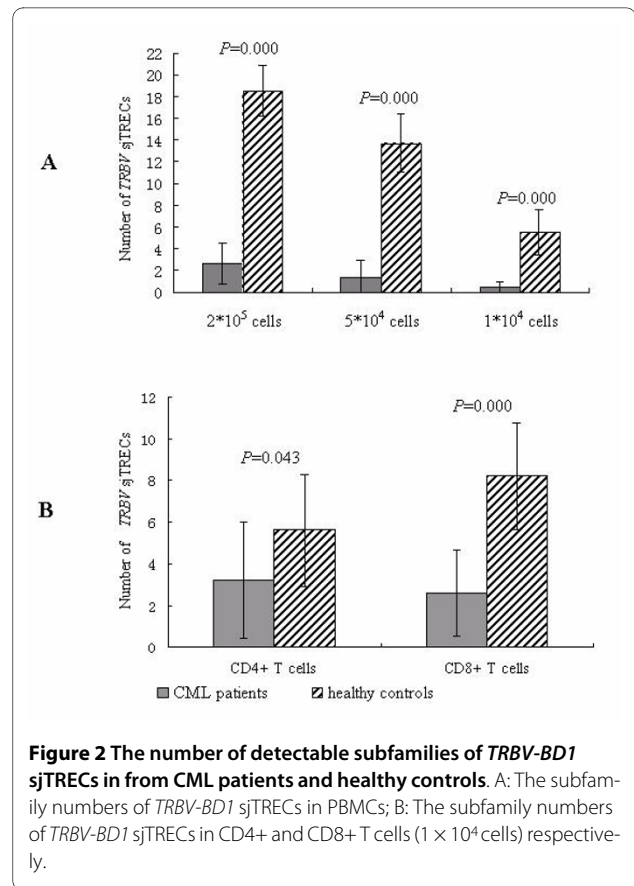 A
Number of TRBV sjTRECs
22
20
18
16
14
12
10
8
6
4
2
0
P=0.000
P=0.000
P=0.000
2*10⁵ cells
5*10⁴ cells
1*10⁴ cells
B
Number of TRBV sjTRECs
12
10
8
6
4
2
0
P=0.043
P=0.000
CD4+ T cells
CD8+ T cells
CML patients
healthy controls
Figure 2 The number of detectable subfamilies of TRBV-BD1
sjTRECs in from CML patients and healthy controls. A: The subfam-
ily numbers of TRBV-BD1 sjTRECs in PBMCs; B: The subfamily numbers
of TRBV-BD1 sjTRECs in CD4+ and CD8+ T cells (1 × 10⁴ cells) respective-
ly.